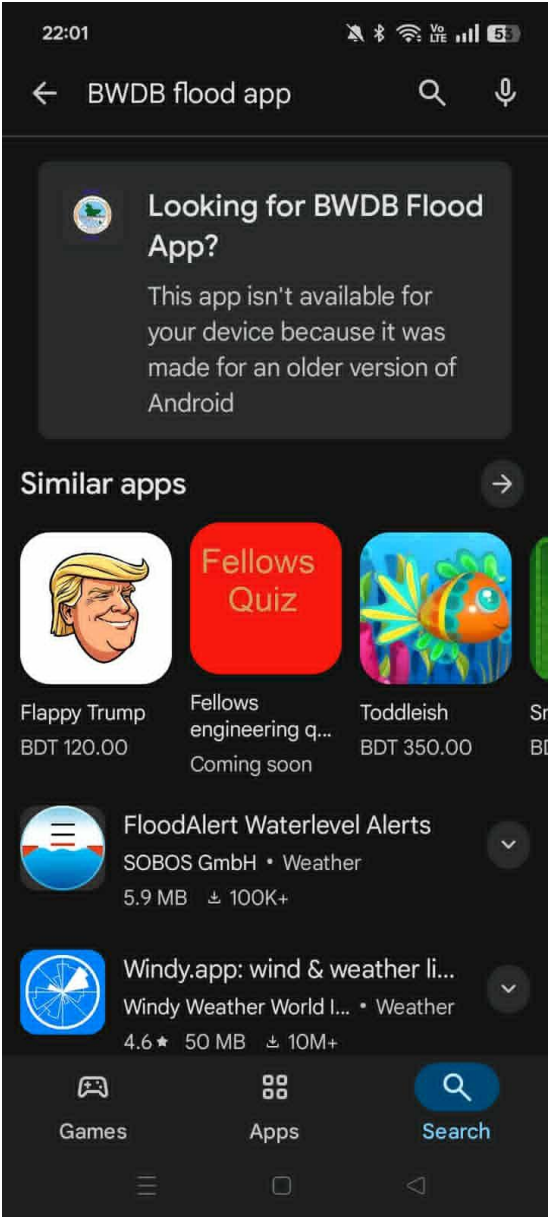 22:01
Vo
LTE
53
BWDB flood app
Looking for BWDB Flood
App?
This app isn't available for
your device because it was
made for an older version of
Android
Similar apps
Fellows
Quiz
Flappy Trump
BDT 120.00
Fellows
engineering q...
Coming soon
Toddleish
BDT 350.00
FloodAlert Waterlevel Alerts
SOBOS GmbH • Weather
5.9 MB 100K+
Windy.app: wind & weather li...
Windy Weather World I... • Weather
4.6★ 50 MB 10M+
Games
Apps
Search